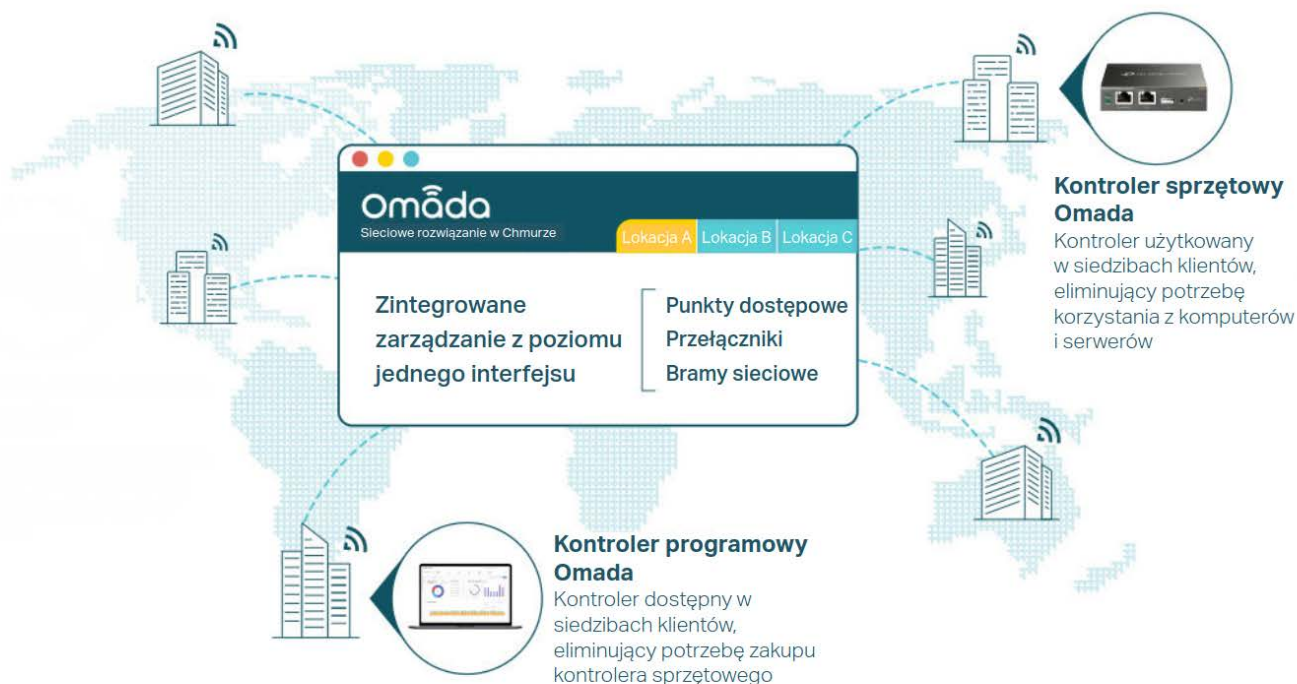 Omada
Sieciowe rozwiązanie w Chmurze
Lokacja A
Lokacja B
Lokacja C
Zintegrowane
zarządzanie z poziomu
jednego interfejsu
Punkty dostępowe
Przełączniki
Bramy sieciowe
Kontroler sprzętowy
Omada
Kontroler użytkowany
w siedzibach klientów,
eliminujący potrzebę
korzystania z komputerów
i serwerów
Kontroler programowy
Omada
Kontroler dostępny w
siedzibach klientów,
eliminujący potrzebę zakupu
kontrolera sprzętowego